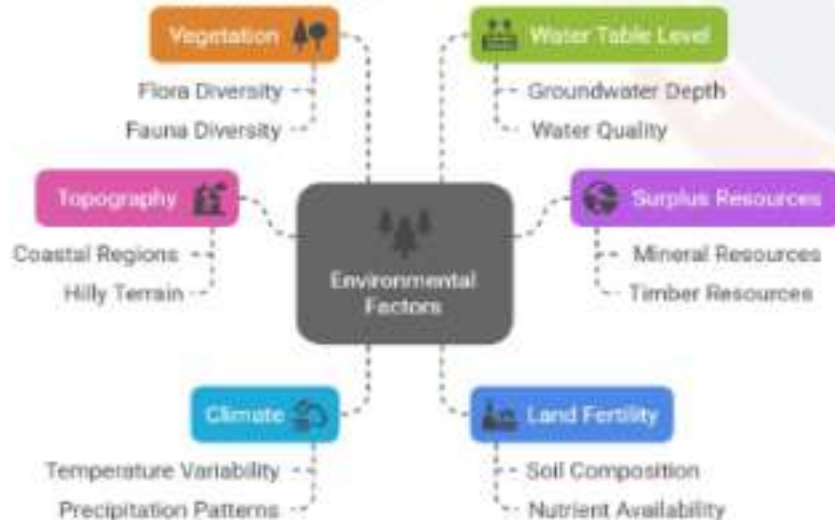 Vegetation
Flora Diversity
Fauna Diversity
Water Table Level
Groundwater Depth
Water Quality
Topography
Coastal Regions
Hilly Terrain
Environmental
Factors
Surplus Resources
Mineral Resources
Timber Resources
Climate
Temperature Variability
Precipitation Patterns
Land Fertility
Soil Composition
Nutrient Availability